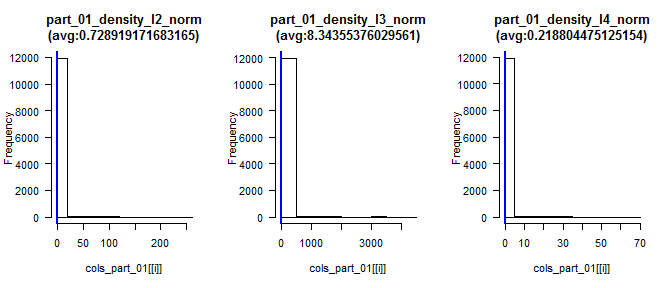 part_01_density_l2_norm
(avg:0.728919171683165)
Frequency
12000
10000
8000
6000
4000
2000
0
0 50 100 200
cols_part_01[[i]]
part_01_density_l3_norm
(avg:8.34355376029561)
Frequency
12000
10000
8000
6000
4000
2000
0
0 1000 3000
cols_part_01[[i]]
part_01_density_l4_norm
(avg:0.218804475125154)
Frequency
12000
10000
8000
6000
4000
2000
0
0 10 30 50 70
cols_part_01[[i]]